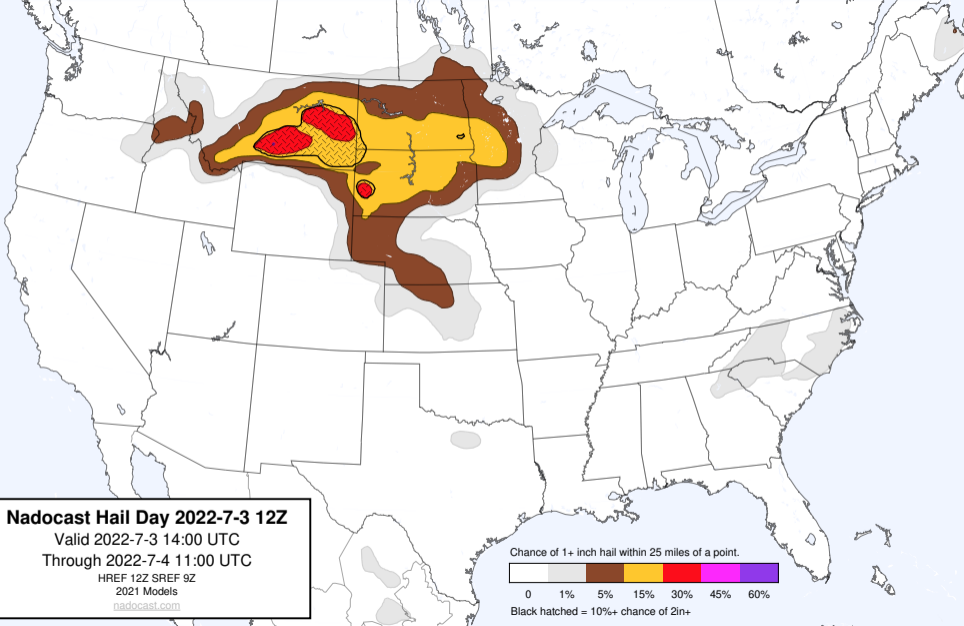 Nadocast Hail Day 2022-7-3 12Z
Valid 2022-7-3 14:00 UTC
Through 2022-7-4 11:00 UTC
HREF 12Z SREF 9Z
2021 Models
nadocast.com
Chance of 1+ inch hail within 25 miles of a point.
0 1% 5% 15% 30% 45% 60%
Black hatched = 10%+ chance of 2in+